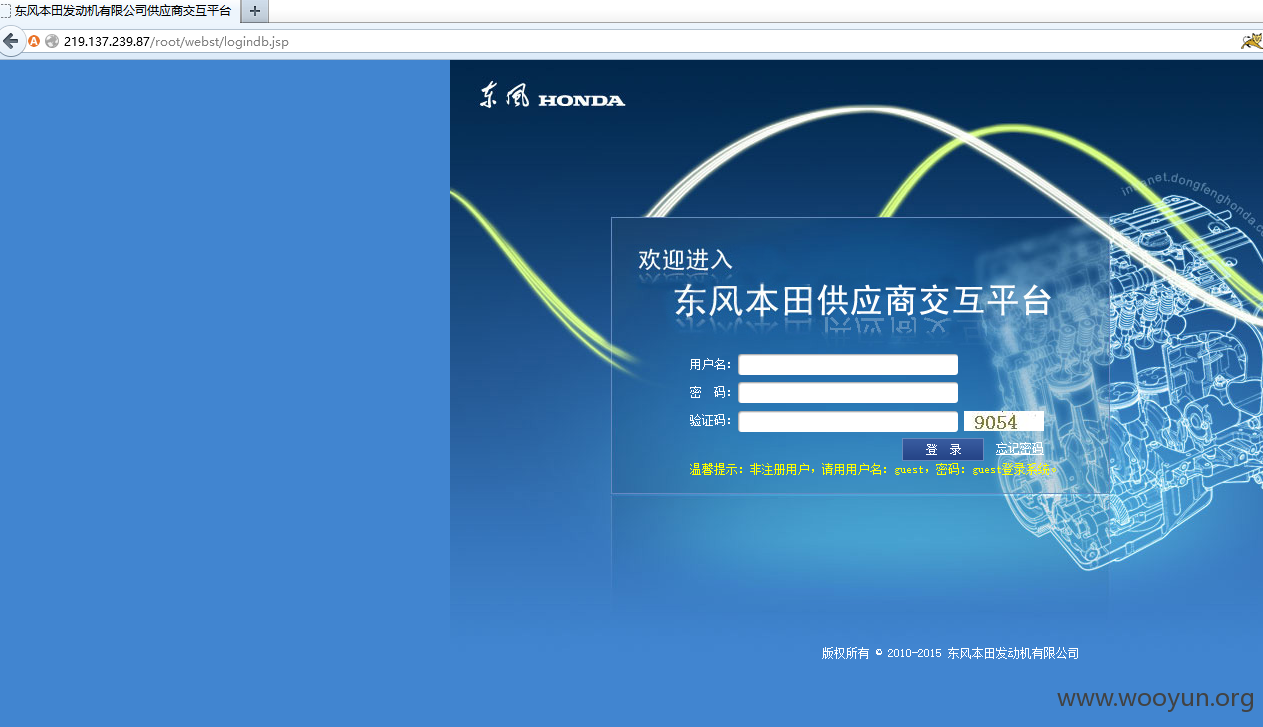 东风本田发动机有限公司供应商交互平台
219.137.239.87/root/webst/logindb.jsp
东风 HONDA
欢迎进入
东风本田供应商交互平台
用户名：
密 码：
验证码： 9054
登 录 忘记密码
温馨提示：非注册用户，请用用户名：guest，密码：guest登录系统。
版权所有 © 2010-2015 东风本田发动机有限公司
www.wooyun.org